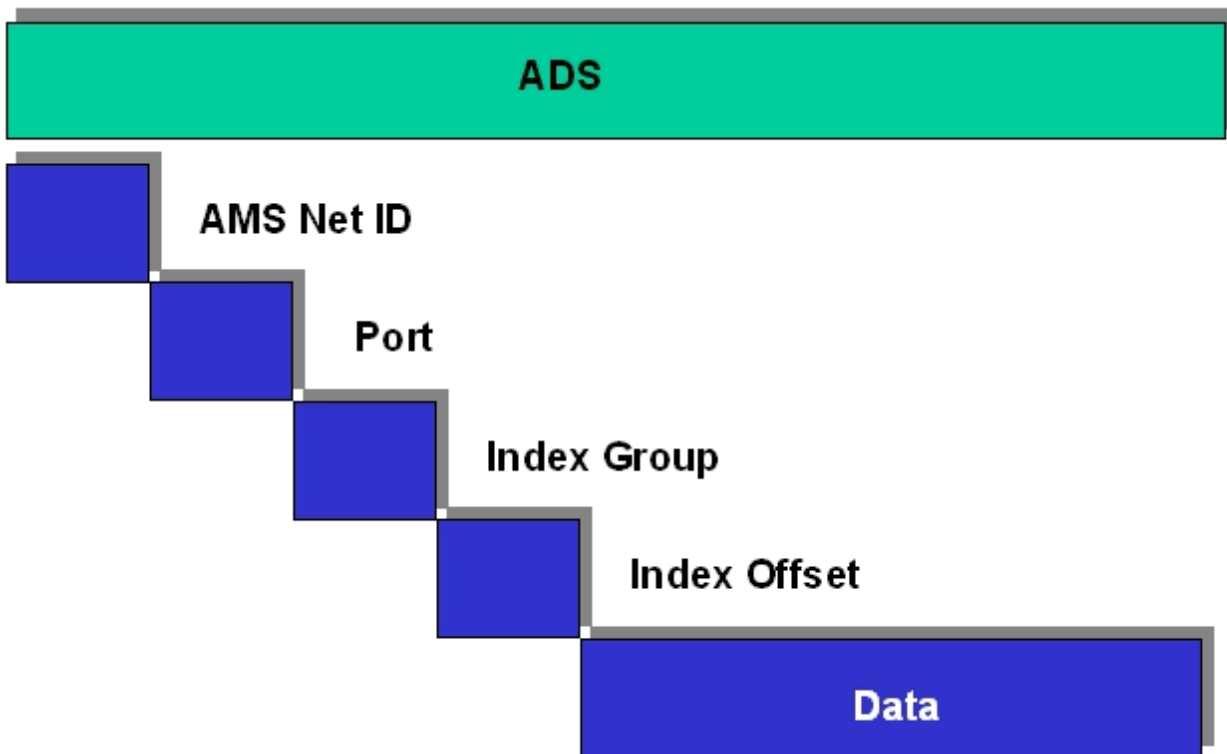 ADS
AMS Net ID
Port
Index Group
Index Offset
Data